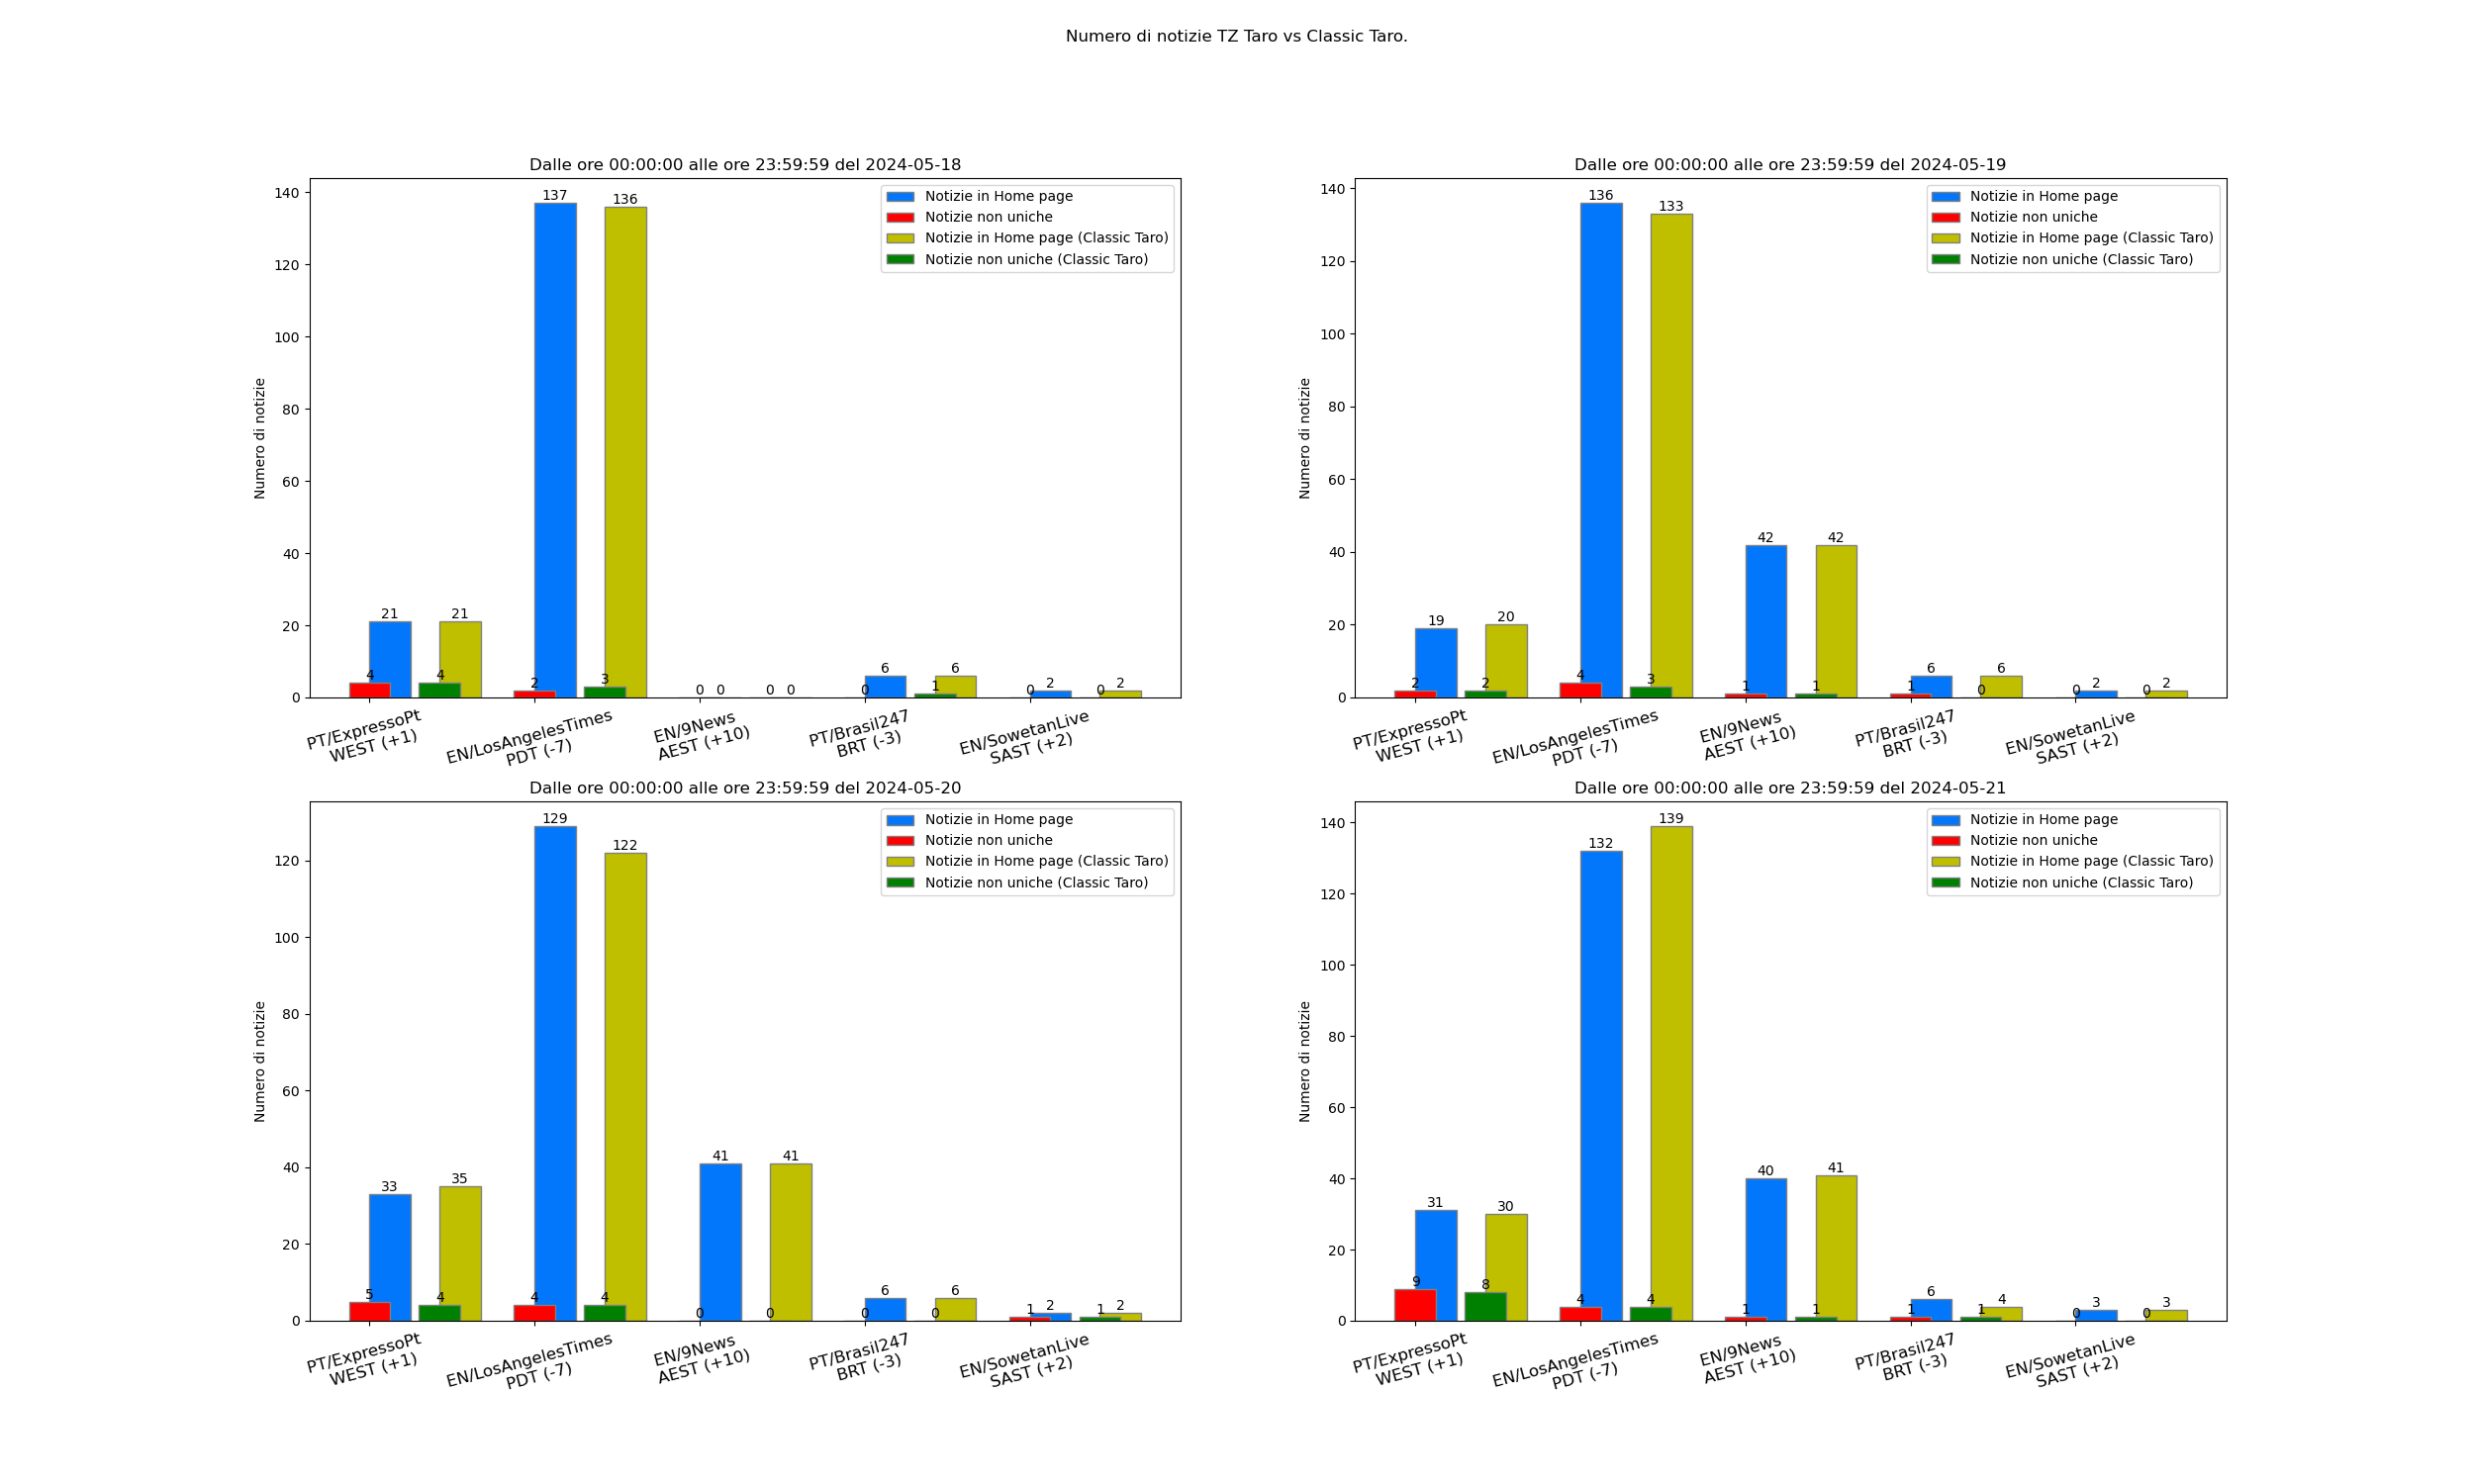 Numero di notizie TZ Taro vs Classic Taro.
Dalle ore 00:00:00 alle ore 23:59:59 del 2024-05-18
Numero di notizie
140
120
100
80
60
40
20
0
Notizie in Home page
Notizie non uniche
Notizie in Home page (Classic Taro)
Notizie non uniche (Classic Taro)
4 21 4 21
2 137 3 136
0 0 0 0
0 6 1 6
0 2 0 2
PT/ExpressoPt
WEST (+1)
EN/LosAngelesTimes
PDT (-7)
EN/9News
AEST (+10)
PT/Brasil247
BRT (-3)
EN/SowetanLive
SAST (+2)
Dalle ore 00:00:00 alle ore 23:59:59 del 2024-05-19
Numero di notizie
140
120
100
80
60
40
20
0
Notizie in Home page
Notizie non uniche
Notizie in Home page (Classic Taro)
Notizie non uniche (Classic Taro)
2 19 2 20
4 136 3 133
1 42 1 42
1 6 0 6
0 2 0 2
PT/ExpressoPt
WEST (+1)
EN/LosAngelesTimes
PDT (-7)
EN/9News
AEST (+10)
PT/Brasil247
BRT (-3)
EN/SowetanLive
SAST (+2)
Dalle ore 00:00:00 alle ore 23:59:59 del 2024-05-20
Numero di notizie
120
100
80
60
40
20
0
Notizie in Home page
Notizie non uniche
Notizie in Home page (Classic Taro)
Notizie non uniche (Classic Taro)
5 33 4 35
4 129 4 122
0 41 0 41
0 6 0 6
1 2 1 2
PT/ExpressoPt
WEST (+1)
EN/LosAngelesTimes
PDT (-7)
EN/9News
AEST (+10)
PT/Brasil247
BRT (-3)
EN/SowetanLive
SAST (+2)
Dalle ore 00:00:00 alle ore 23:59:59 del 2024-05-21
Numero di notizie
140
120
100
80
60
40
20
0
Notizie in Home page
Notizie non uniche
Notizie in Home page (Classic Taro)
Notizie non uniche (Classic Taro)
9 31 8 30
4 132 4 139
1 40 1 41
1 6 1 4
0 3 0 3
PT/ExpressoPt
WEST (+1)
EN/LosAngelesTimes
PDT (-7)
EN/9News
AEST (+10)
PT/Brasil247
BRT (-3)
EN/SowetanLive
SAST (+2)